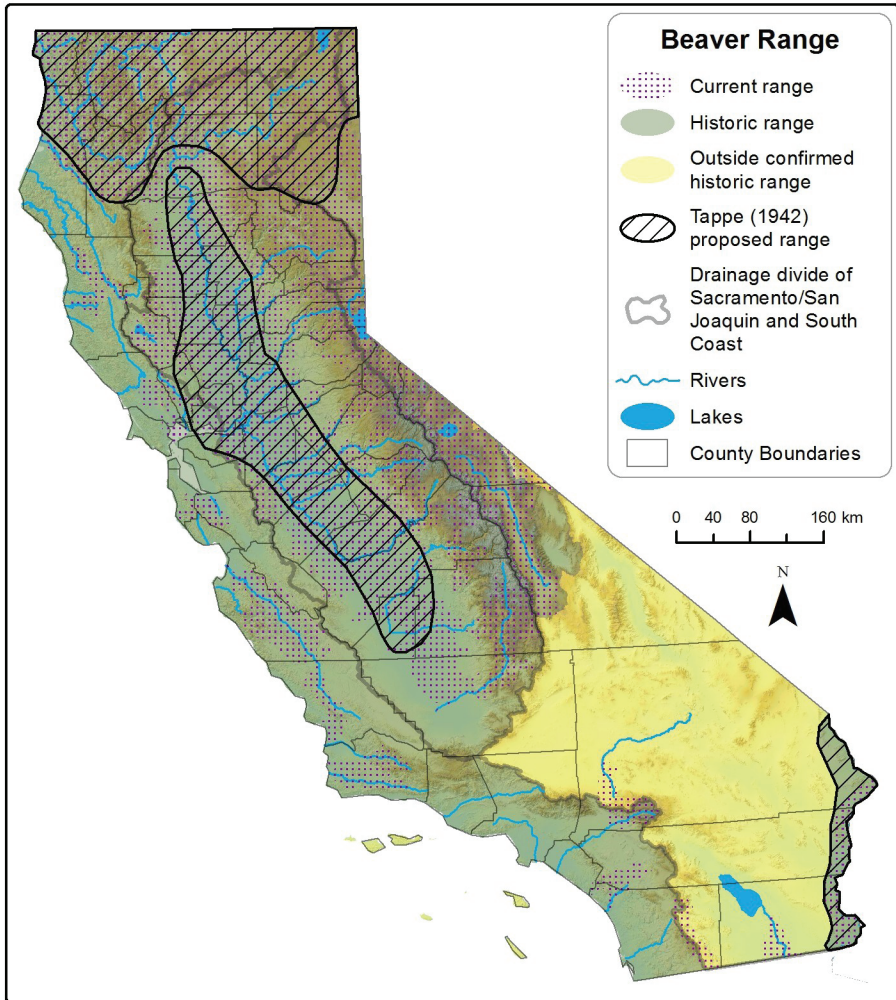 Beaver Range
Current range
Historic range
Outside confirmed
historic range
Tappe (1942)
proposed range
Drainage divide of
Sacramento/San
Joaquin and South
Coast
Rivers
Lakes
County Boundaries
0 40 80 160 km
N